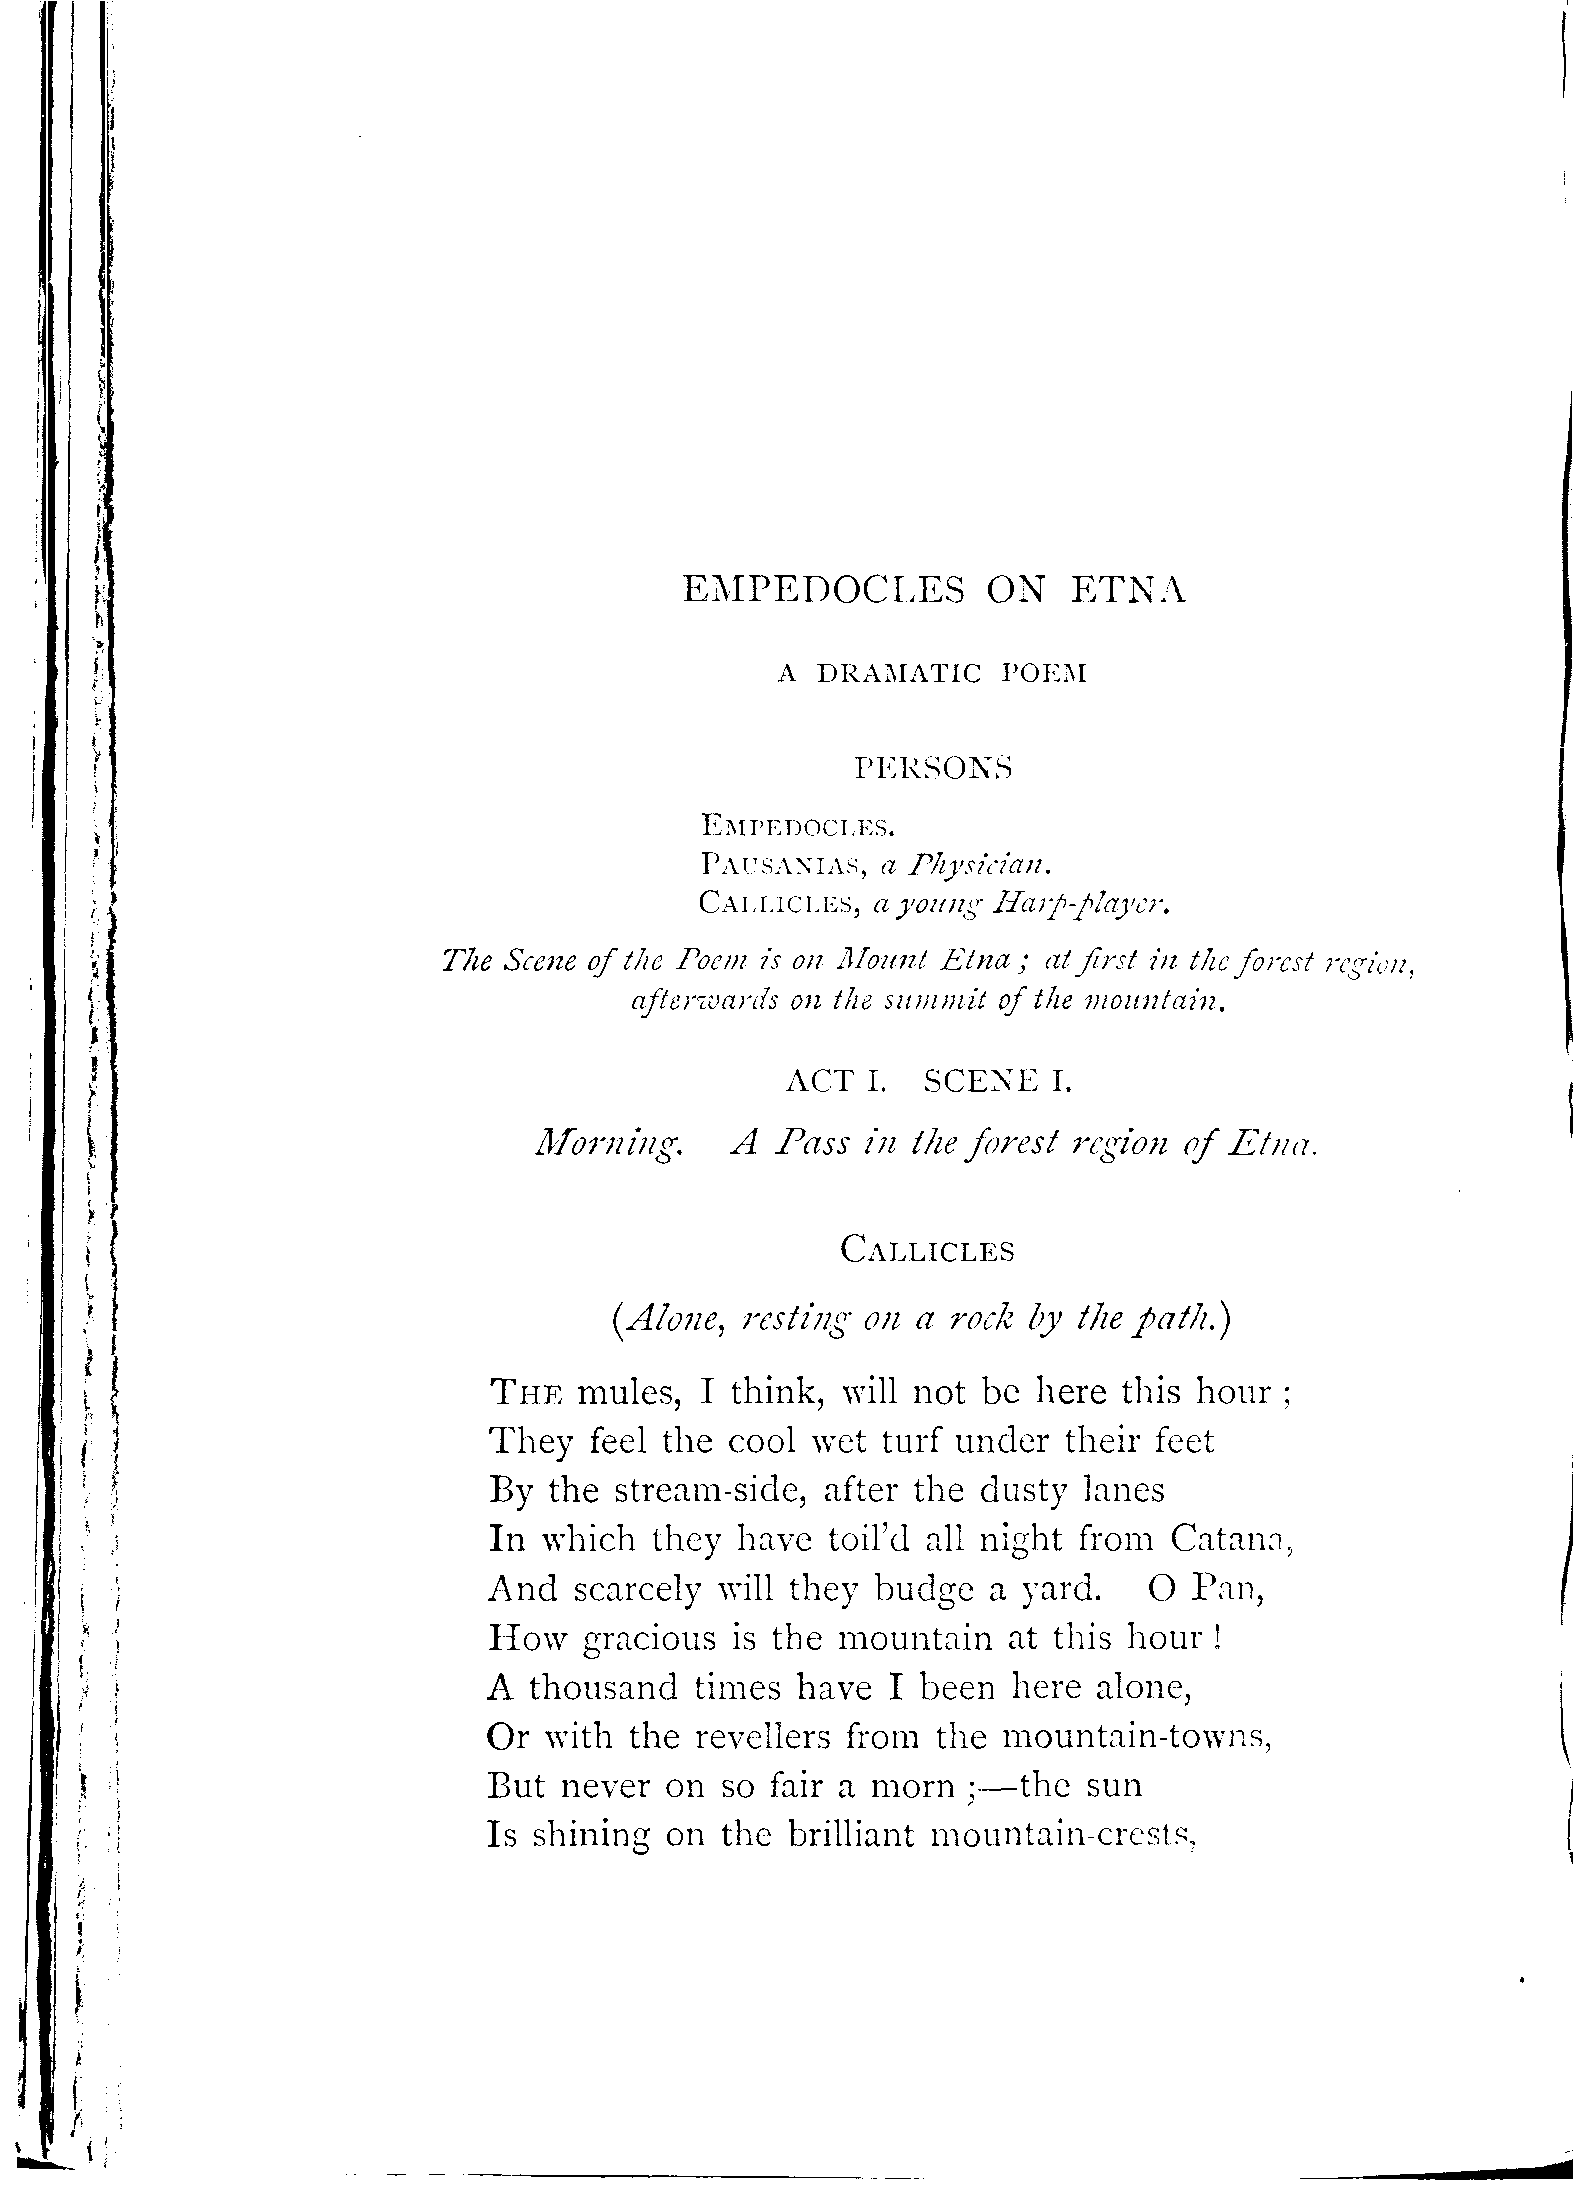 EMPEDOCLES ON ETNA
A DRAMATIC POEM
PERSONS
EMPEDOCLES.
PAUSANIAS, a Physician.
CALLICLES, a young Harp-player.
The Scene of the Poem is on Mount Etna ; at first in the forest region,
afterwards on the summit of the mountain.
ACT I. SCENE I.
Morning. A Pass in the forest region of Etna.
CALLICLES
(Alone, resting on a rock by the path.)
THE mules, I think, will not be here this hour ;
They feel the cool wet turf under their feet
By the stream-side, after the dusty lanes
In which they have toil'd all night from Catana,
And scarcely will they budge a yard. O Pan,
How gracious is the mountain at this hour !
A thousand times have I been here alone,
Or with the revellers from the mountain-towns,
But never on so fair a morn ;—the sun
Is shining on the brilliant mountain-crests,